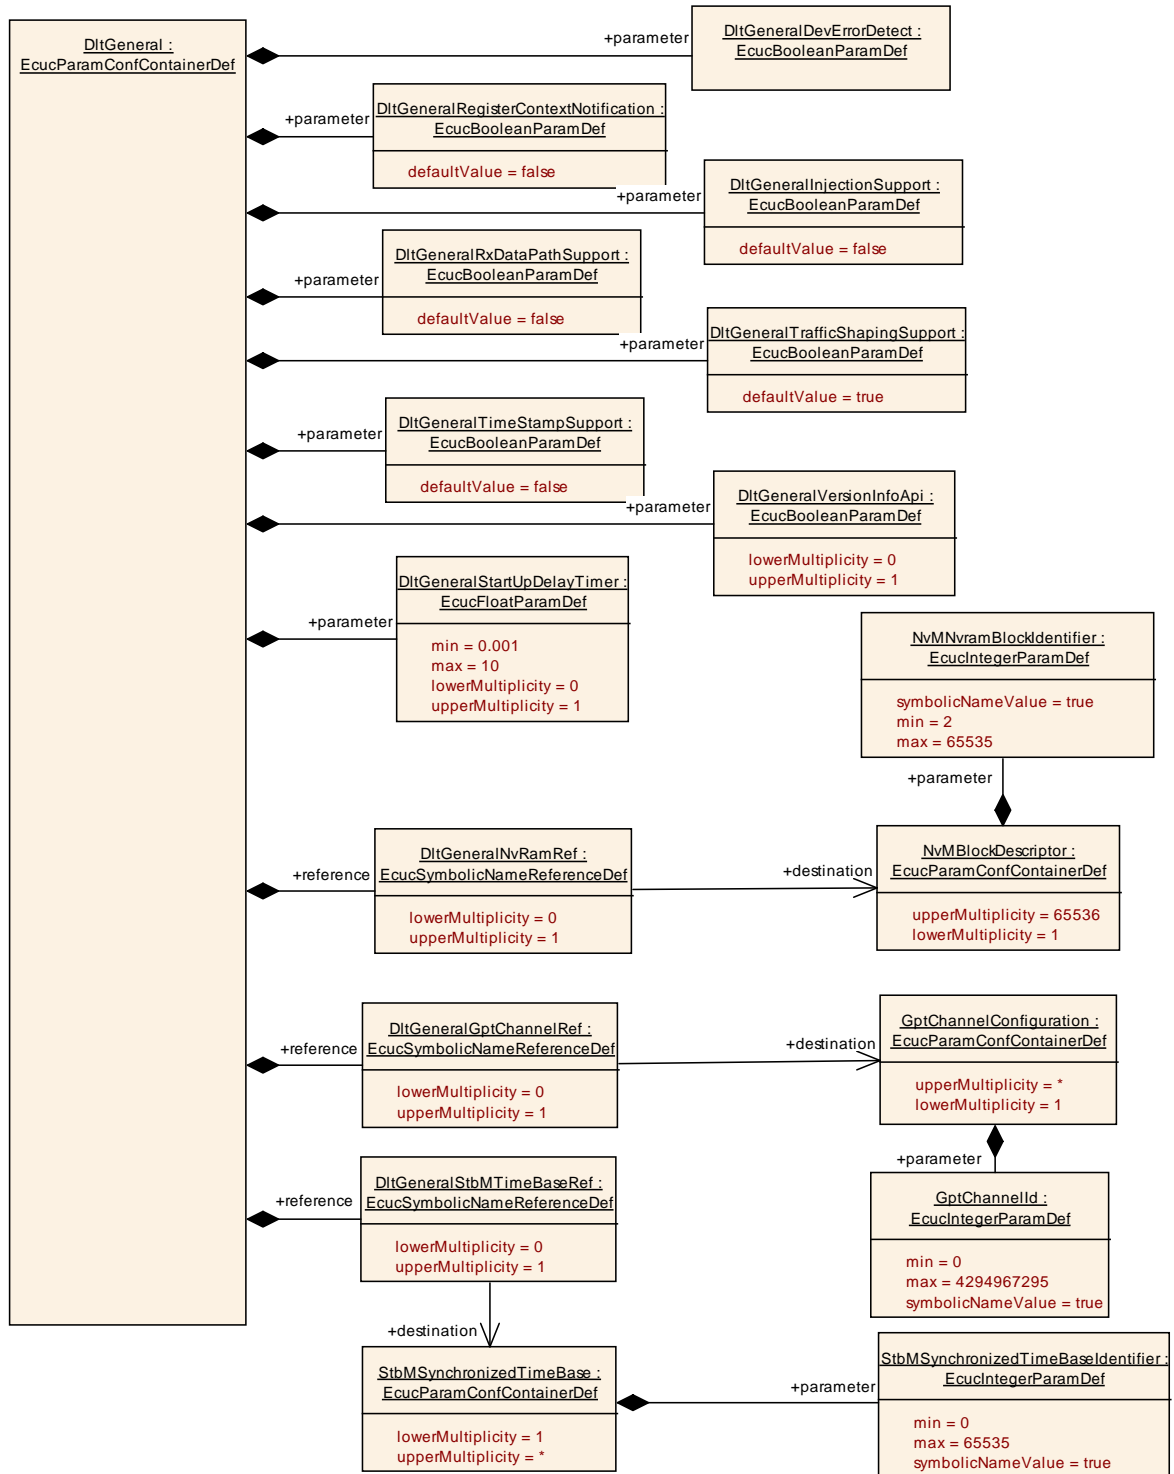 DltGeneral :
EcucParamConfContainerDef
+parameter
DltGeneralDevErrorDetect :
EcucBooleanParamDef
+parameter
DltGeneralRegisterContextNotification :
EcucBooleanParamDef
defaultValue = false
+parameter
DltGeneralInjectionSupport :
EcucBooleanParamDef
defaultValue = false
+parameter
DltGeneralRxDataPathSupport :
EcucBooleanParamDef
defaultValue = false
+parameter
DltGeneralTrafficShapingSupport :
EcucBooleanParamDef
defaultValue = true
+parameter
DltGeneralTimeStampSupport :
EcucBooleanParamDef
defaultValue = false
+parameter
DltGeneralVersionInfoApi :
EcucBooleanParamDef
lowerMultiplicity = 0
upperMultiplicity = 1
+parameter
DltGeneralStartUpDelayTimer :
EcucFloatParamDef
min = 0.001
max = 10
lowerMultiplicity = 0
upperMultiplicity = 1
NvMNvramBlockIdentifier :
EcucIntegerParamDef
symbolicNameValue = true
min = 2
max = 65535
+parameter
+reference
DltGeneralNvRamRef :
EcucSymbolicNameReferenceDef
lowerMultiplicity = 0
upperMultiplicity = 1
+destination
NvMBlockDescriptor :
EcucParamConfContainerDef
upperMultiplicity = 65536
lowerMultiplicity = 1
+reference
DltGeneralGptChannelRef :
EcucSymbolicNameReferenceDef
lowerMultiplicity = 0
upperMultiplicity = 1
+destination
GptChannelConfiguration :
EcucParamConfContainerDef
upperMultiplicity = *
lowerMultiplicity = 1
+parameter
GptChannelId :
EcucIntegerParamDef
min = 0
max = 4294967295
symbolicNameValue = true
+reference
DltGeneralStbMTimeBaseRef :
EcucSymbolicNameReferenceDef
lowerMultiplicity = 0
upperMultiplicity = 1
+destination
StbMSynchronizedTimeBase :
EcucParamConfContainerDef
lowerMultiplicity = 1
upperMultiplicity = *
+parameter
StbMSynchronizedTimeBaseIdentifier :
EcucIntegerParamDef
min = 0
max = 65535
symbolicNameValue = true